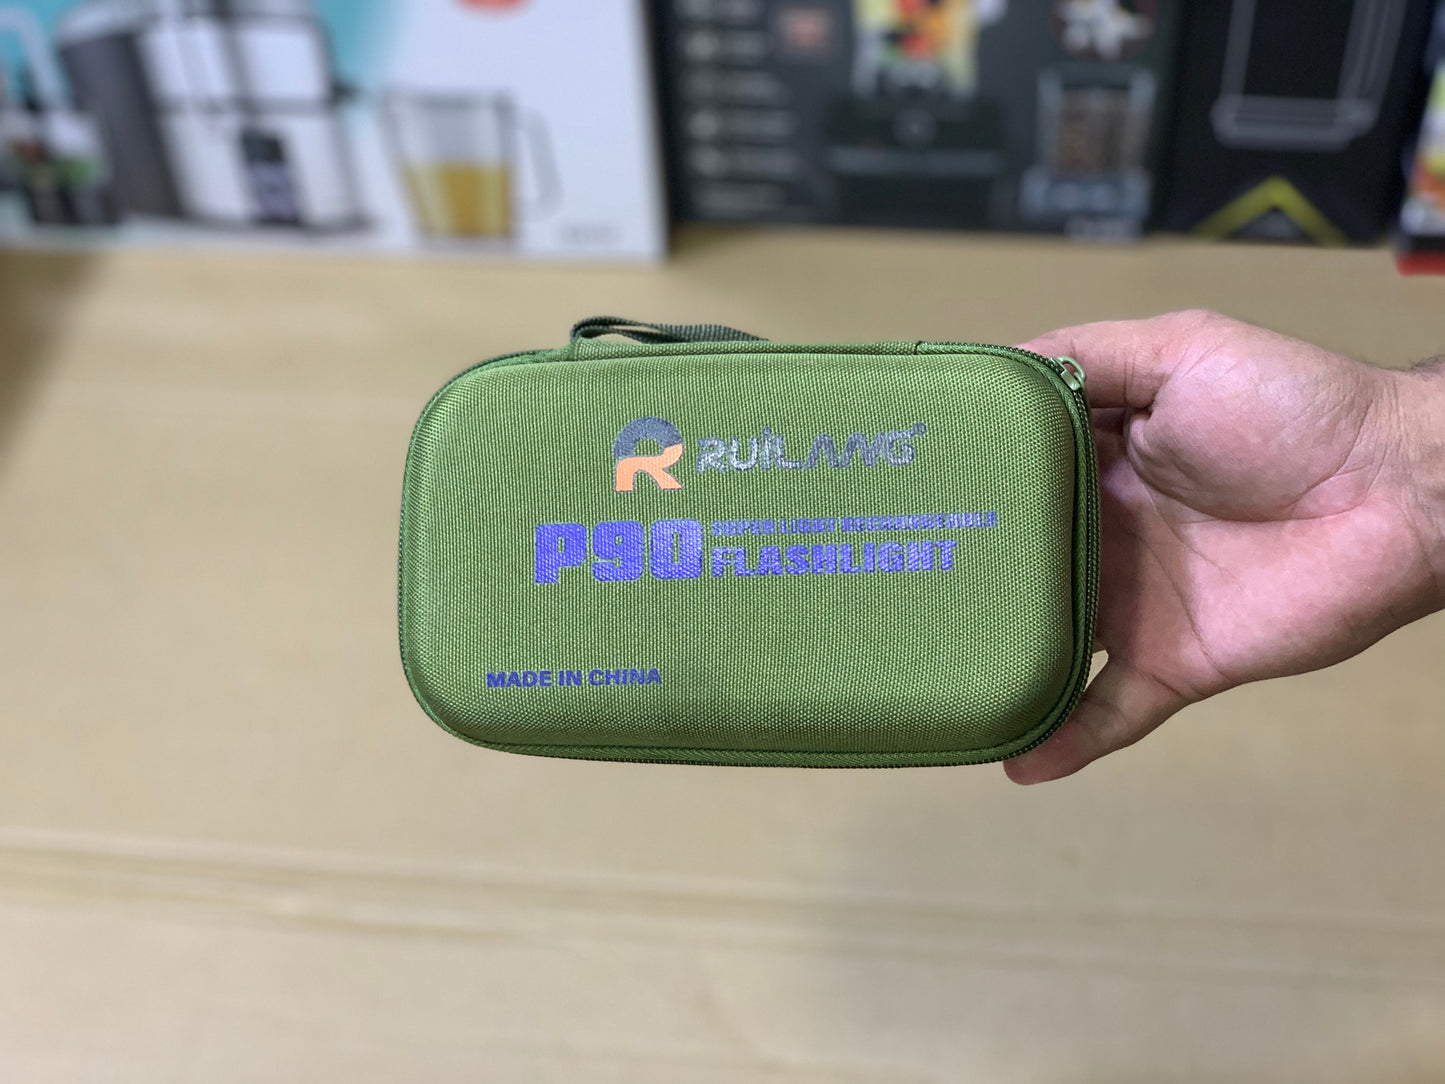 RUiLANG
P90 SUPER LIGHT RECHARGEABLE
FLASHLIGHT
MADE IN CHINA